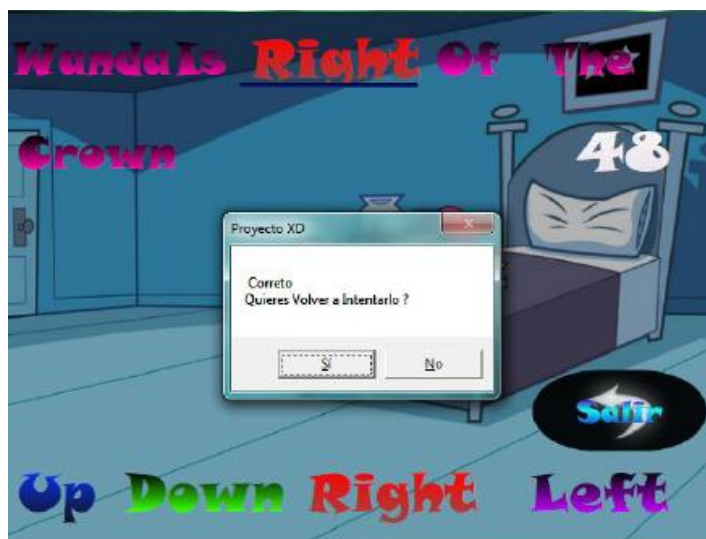 Wanda Is Right Of The
Crown
48
Proyecto XD
Correto
Quieres Volver a Intentarlo ?
Sí
No
Salir
Up Down Right Left